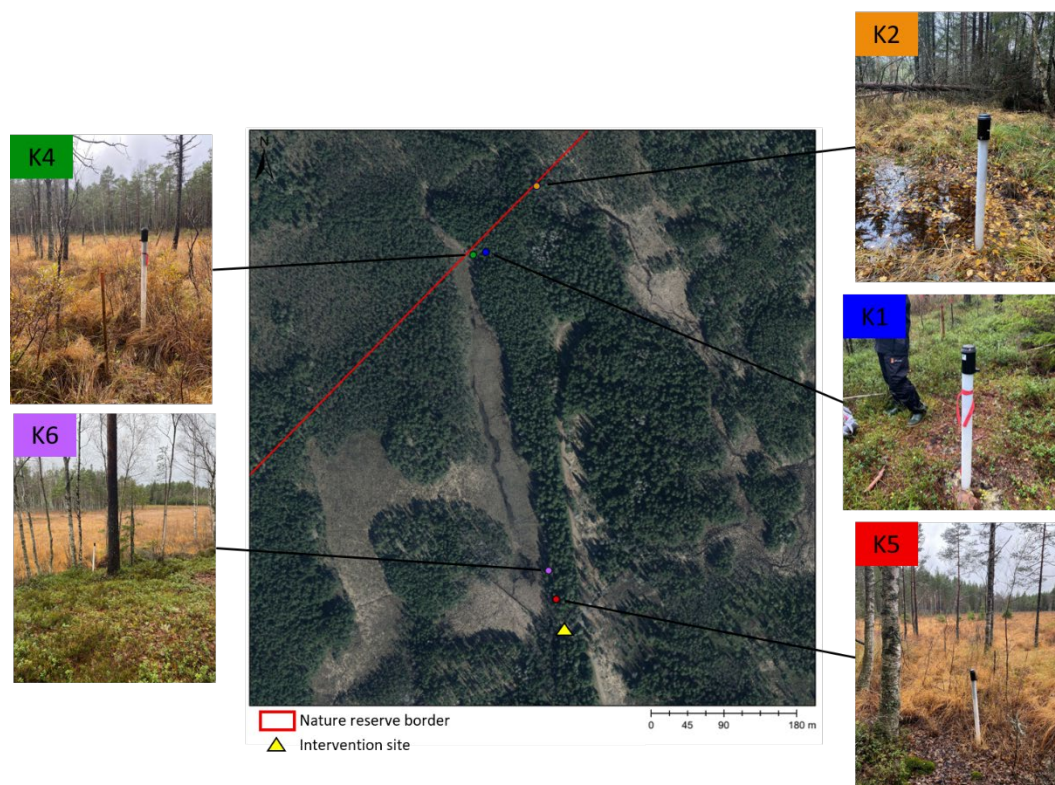 K2
K4
N
K1
K6
K5
Nature reserve border
Intervention site
0 45 90 180 m